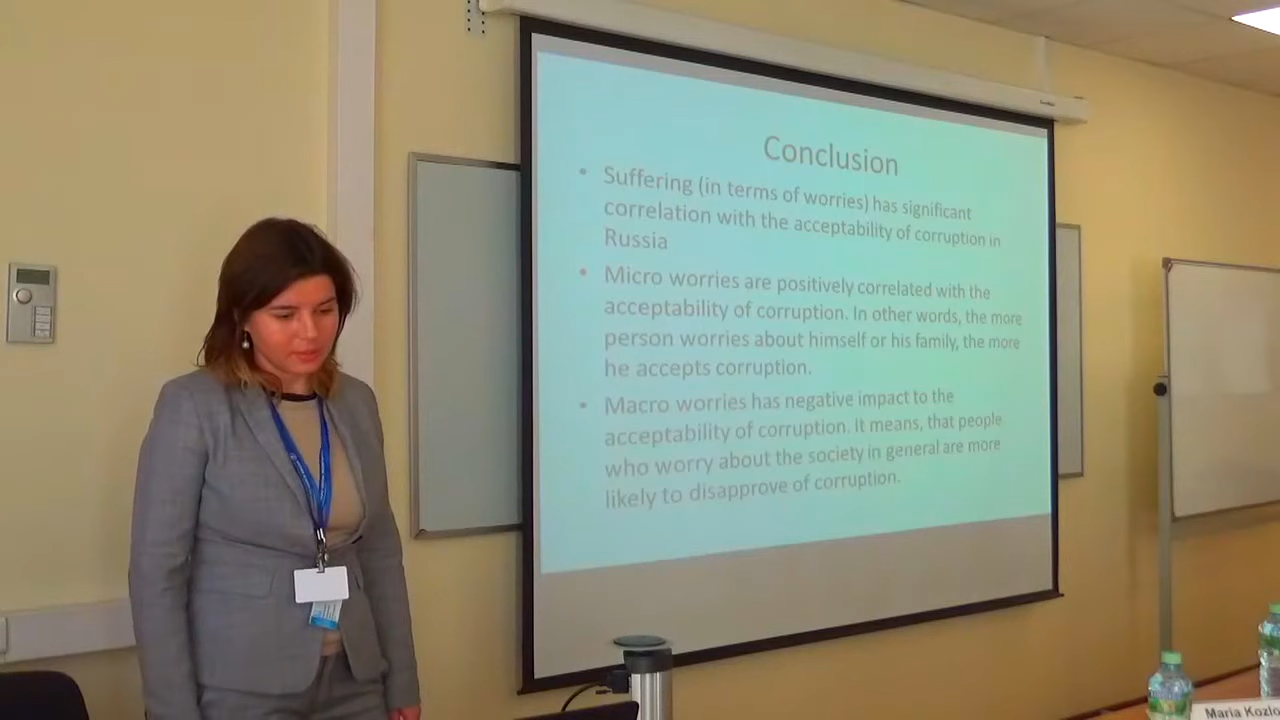 Conclusion
• Suffering (in terms of worries) has significant
correlation with the acceptability of corruption in
Russia
• Micro worries are positively correlated with the
acceptability of corruption. In other words, the more
person worries about himself or his family, the more
he accepts corruption.
• Macro worries has negative impact to the
acceptability of corruption. It means, that people
who worry about the society in general are more
likely to disapprove of corruption.
Maria Kozlo